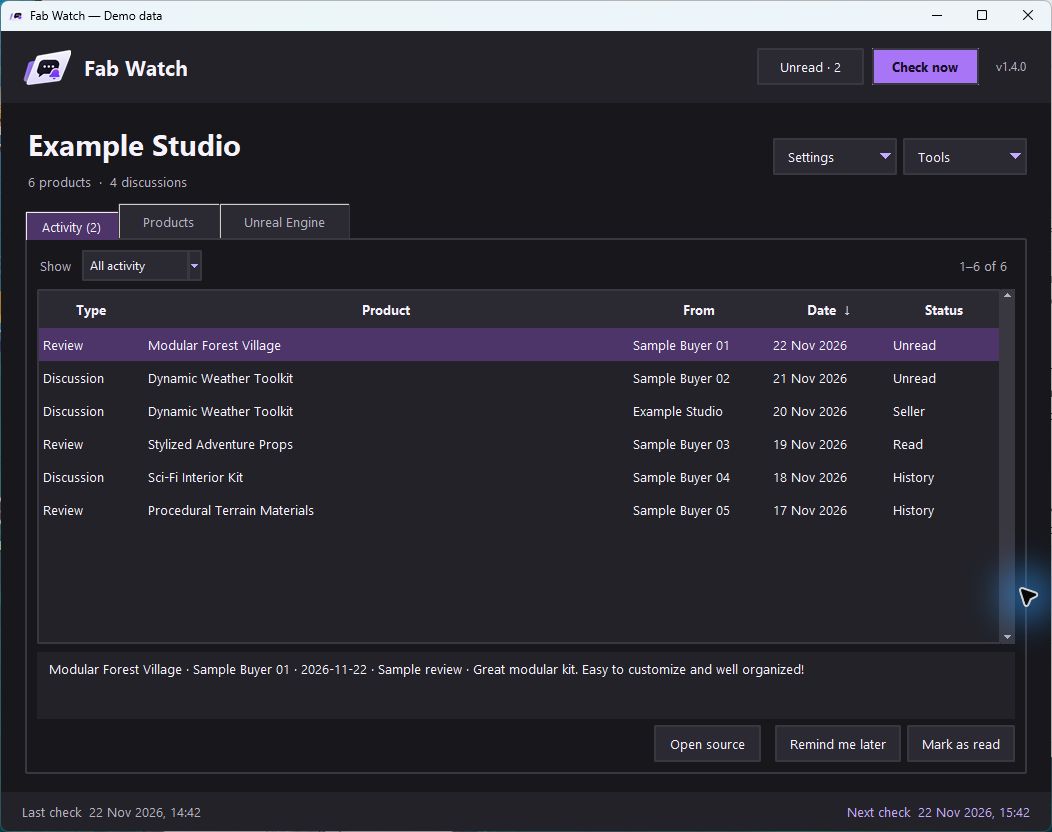 Fab Watch — Demo data
Fab Watch
Unread · 2
Check now
v1.4.0
Example Studio
6 products · 4 discussions
Settings
Tools
Activity (2)
Products
Unreal Engine
Show
All activity
1–6 of 6
Type Product From Date ↓ Status
Review Modular Forest Village Sample Buyer 01 22 Nov 2026 Unread
Discussion Dynamic Weather Toolkit Sample Buyer 02 21 Nov 2026 Unread
Discussion Dynamic Weather Toolkit Example Studio 20 Nov 2026 Seller
Review Stylized Adventure Props Sample Buyer 03 19 Nov 2026 Read
Discussion Sci-Fi Interior Kit Sample Buyer 04 18 Nov 2026 History
Review Procedural Terrain Materials Sample Buyer 05 17 Nov 2026 History
Modular Forest Village · Sample Buyer 01 · 2026-11-22 · Sample review · Great modular kit. Easy to customize and well organized!
Open source
Remind me later
Mark as read
Last check 22 Nov 2026, 14:42
Next check 22 Nov 2026, 15:42